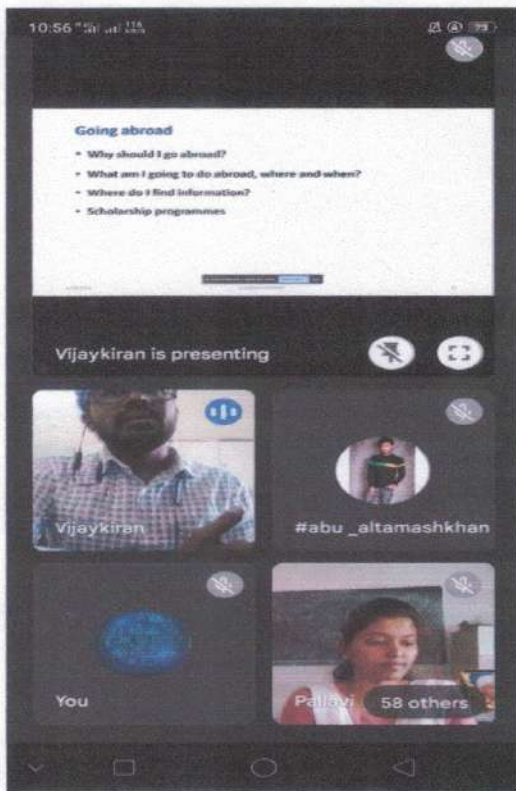 10:56
Going abroad
• Why should I go abroad?
• What am I going to do abroad, where and when?
• Where do I find information?
• Scholarship programmes
Vijaykiran is presenting
Vijaykiran
#abu _altamashkhan
You
Pallavi
58 others